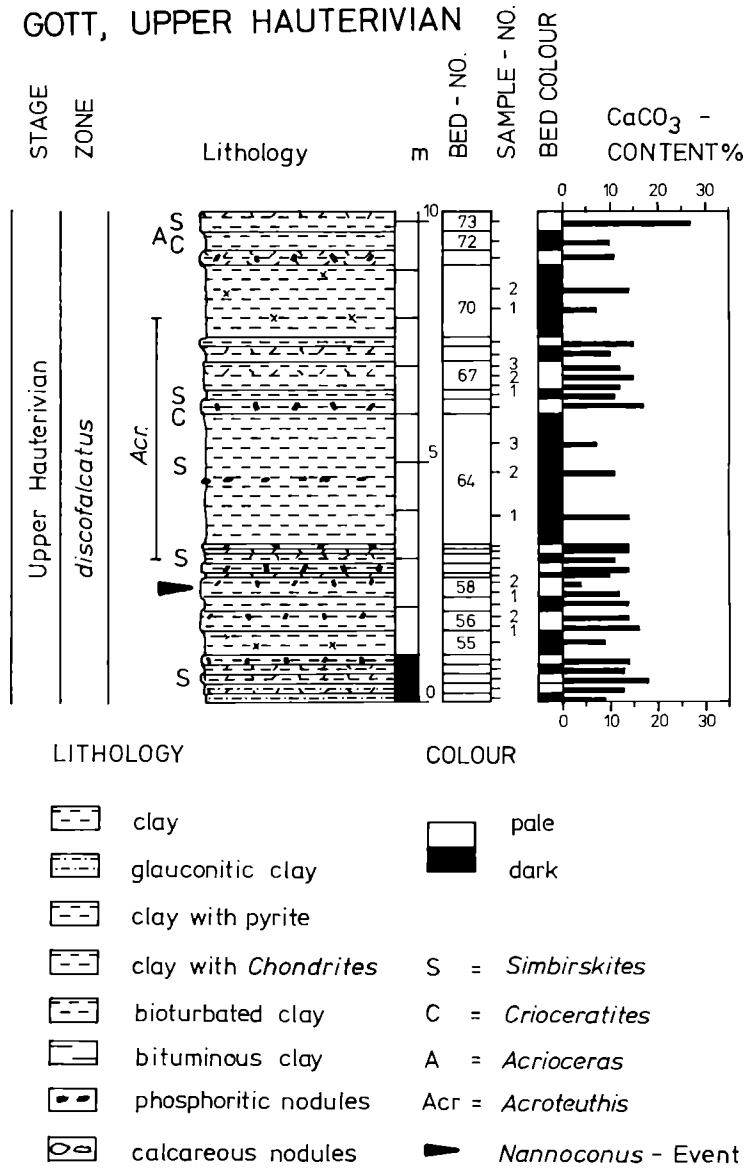 GOTT, UPPER HAUTERIVIAN
STAGE
ZONE
Lithology
m
BED - NO.
SAMPLE - NO.
BED COLOUR
CaCO3 -
CONTENT %
0 10 20 30
Upper Hauterivian
discofalcatus
10
S
A C
73
72
2
1
70
Acr.
3
2
1
67
S
C
5
S
3
2
1
64
S
2
1
58
2
1
56
55
S
0
0 10 20 30
LITHOLOGY
clay
glauconitic clay
clay with pyrite
clay with Chondrites
bioturbated clay
bituminous clay
phosphoritic nodules
calcareous nodules
COLOUR
pale
dark
S = Simbirskites
C = Crioceratites
A = Acrioceras
Acr = Acroteuthis
Nannoconus - Event